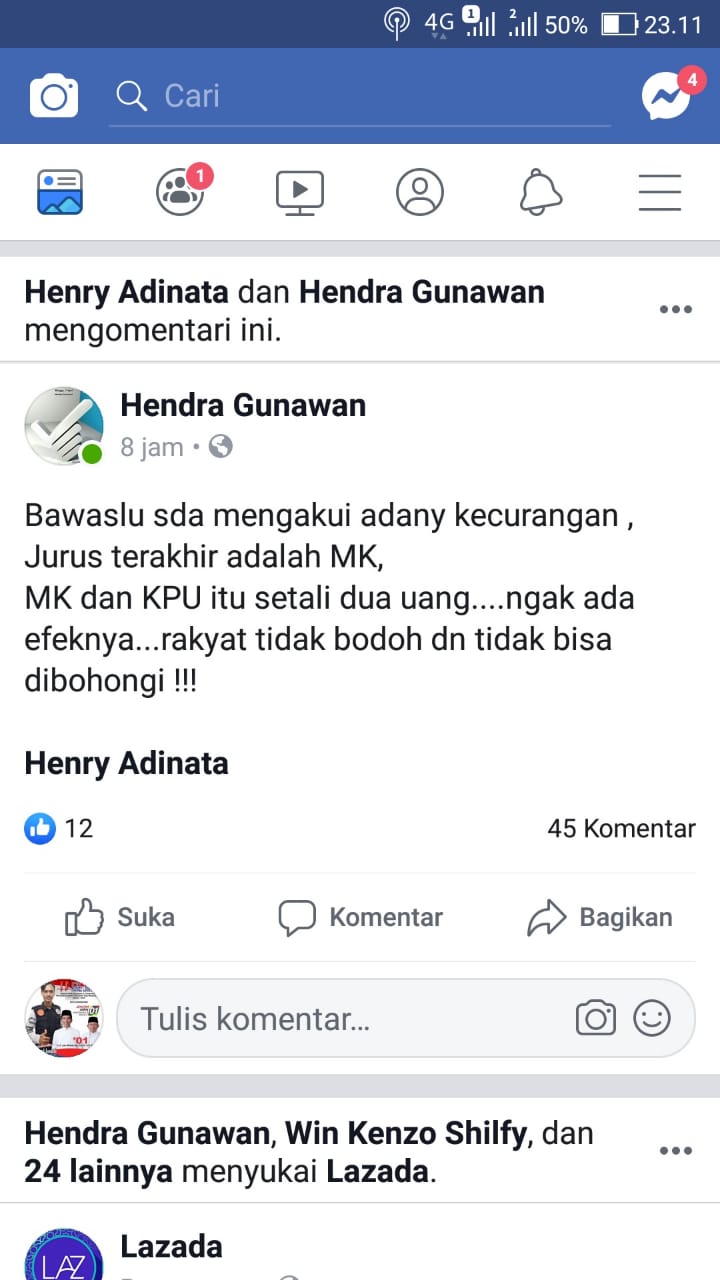 4G 1 2 50% 23.11
Cari
4
1
Henry Adinata dan Hendra Gunawan
mengomentari ini.
Hendra Gunawan
8 jam
Bawaslu sda mengakui adany kecurangan ,
Jurus terakhir adalah MK,
MK dan KPU itu setali dua uang....ngak ada
efeknya...rakyat tidak bodoh dn tidak bisa
dibohongi !!!
Henry Adinata
12
45 Komentar
Suka
Komentar
Bagikan
01
'01
Tulis komentar...
Hendra Gunawan, Win Kenzo Shilfy, dan
24 lainnya menyukai Lazada.
LAZ
Lazada